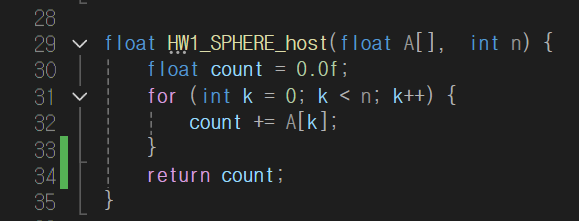 28
29 float HW1_SPHERE_host(float A[],  int n) {
30     float count = 0.0f;
31     for (int k = 0; k < n; k++) {
32         count += A[k];
33     }
34     return count;
35 }